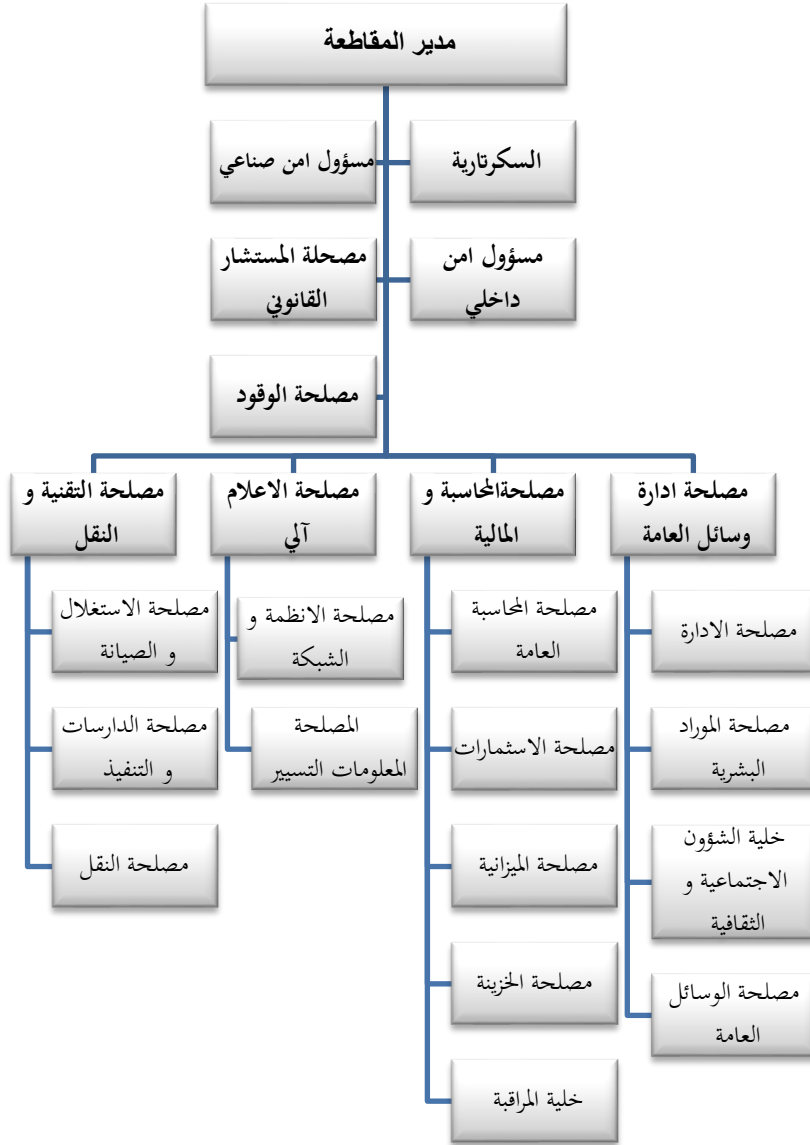 مدير المقاطعة
السكرتارية
مسؤول امن صناعي
مسؤول امن
داخلي
مصحلة المستشار
القانوني
مصلحة الوقود
مصلحة ادارة
وسائل العامة
مصلحةالمحاسبة و
المالية
مصلحة الاعلام
آلي
مصلحة التقنية و
النقل
مصلحة الادارة
مصلحة الموراد
البشرية
خلية الشؤون
الاجتماعية و
الثقافية
مصلحة الوسائل
العامة
مصلحة المحاسبة
العامة
مصلحة الاسثمارات
مصلحة الميزانية
مصلحة الخزينة
خلية المراقبة
مصلحة الانظمة و
الشبكة
المصلحة
المعلومات التسيير
مصلحة الاستغلال
و الصيانة
مصلحة الدارسات
و التنفيذ
مصلحة النقل